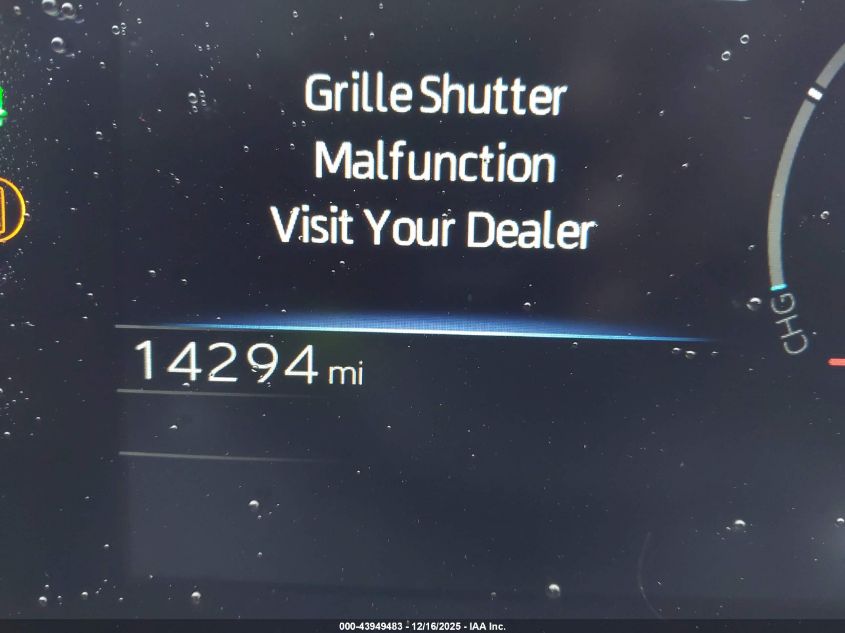 Grille Shutter
Malfunction
Visit Your Dealer
CHG
14294 mi
000-43949483 - 12/16/2025 - IAA Inc.